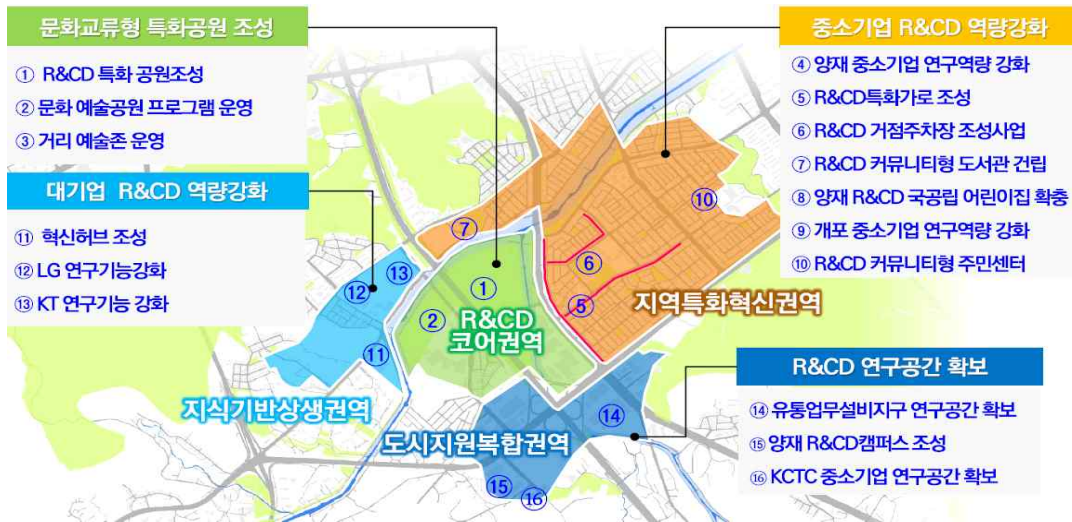 문화교류형 특화공원 조성
① R&CD 특화 공원조성
② 문화 예술공원 프로그램 운영
③ 거리 예술존 운영
대기업 R&CD 역량강화
⑪ 혁신허브 조성
⑫ LG 연구기능강화
⑬ KT 연구기능 강화
중소기업 R&CD 역량강화
④ 양재 중소기업 연구역량 강화
⑤ R&CD특화가로 조성
⑥ R&CD 거점주차장 조성사업
⑦ R&CD 커뮤니티형 도서관 건립
⑧ 양재 R&CD 국공립 어린이집 확충
⑨ 개포 중소기업 연구역량 강화
⑩ R&CD 커뮤니티형 주민센터
⑩
⑦
⑥
⑬
⑫
①
⑤
②
R&CD
코어권역
지역특화혁신권역
⑪
지식기반상생권역
⑭
도시지원복합권역
⑮
⑯
R&CD 연구공간 확보
⑭ 유통업무설비지구 연구공간 확보
⑮ 양재 R&CD캠퍼스 조성
⑯ KCTC 중소기업 연구공간 확보